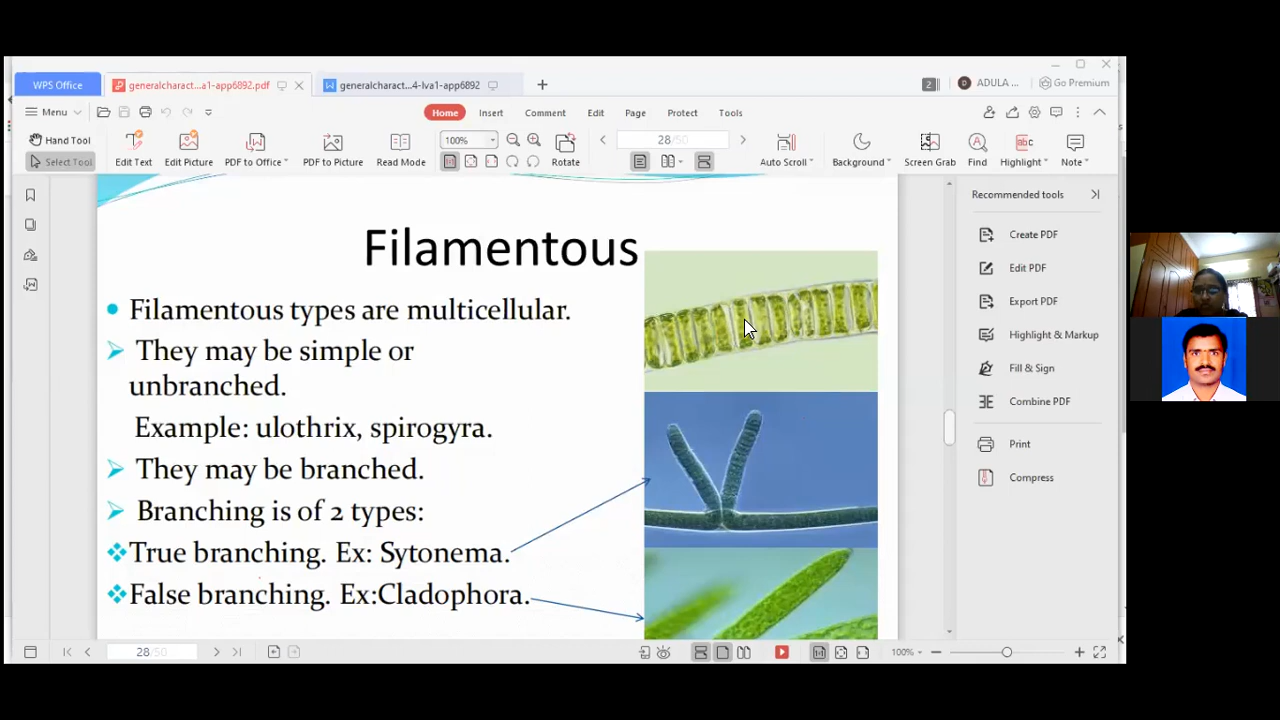 WPS Office
generalcharact...a1-app6892.pdf
generalcharact...4-lva1-app6892
2
ADULA ...
Go Premium
Menu
Home
Insert
Comment
Edit
Page
Protect
Tools
Hand Tool
Select Tool
Edit Text
Edit Picture
PDF to Office
PDF to Picture
Read Mode
100%
Rotate
28/50
Auto Scroll
Background
Screen Grab
Find
Highlight
Note
Recommended tools
Create PDF
Edit PDF
Export PDF
Highlight & Markup
Fill & Sign
Combine PDF
Print
Compress
Filamentous
Filamentous types are multicellular.
They may be simple or
unbranched.
Example: ulothrix, spirogyra.
They may be branched.
Branching is of 2 types:
True branching. Ex: Sytonema.
False branching. Ex:Cladophora.
28/50
100%